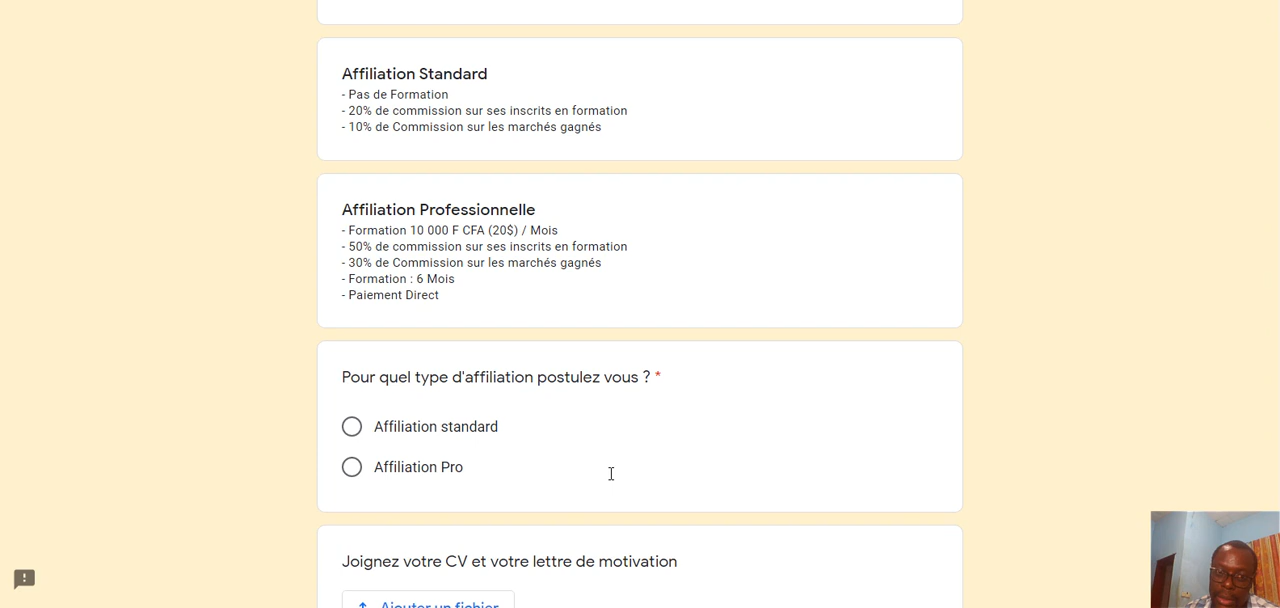 Affiliation Standard
- Pas de Formation
- 20% de commission sur ses inscrits en formation
- 10% de Commission sur les marchés gagnés
Affiliation Professionnelle
- Formation 10 000 F CFA (20$) / Mois
- 50% de commission sur ses inscrits en formation
- 30% de Commission sur les marchés gagnés
- Formation : 6 Mois
- Paiement Direct
Pour quel type d'affiliation postulez vous ? *
Affiliation standard
Affiliation Pro
Joignez votre CV et votre lettre de motivation
Ajouter un fichier